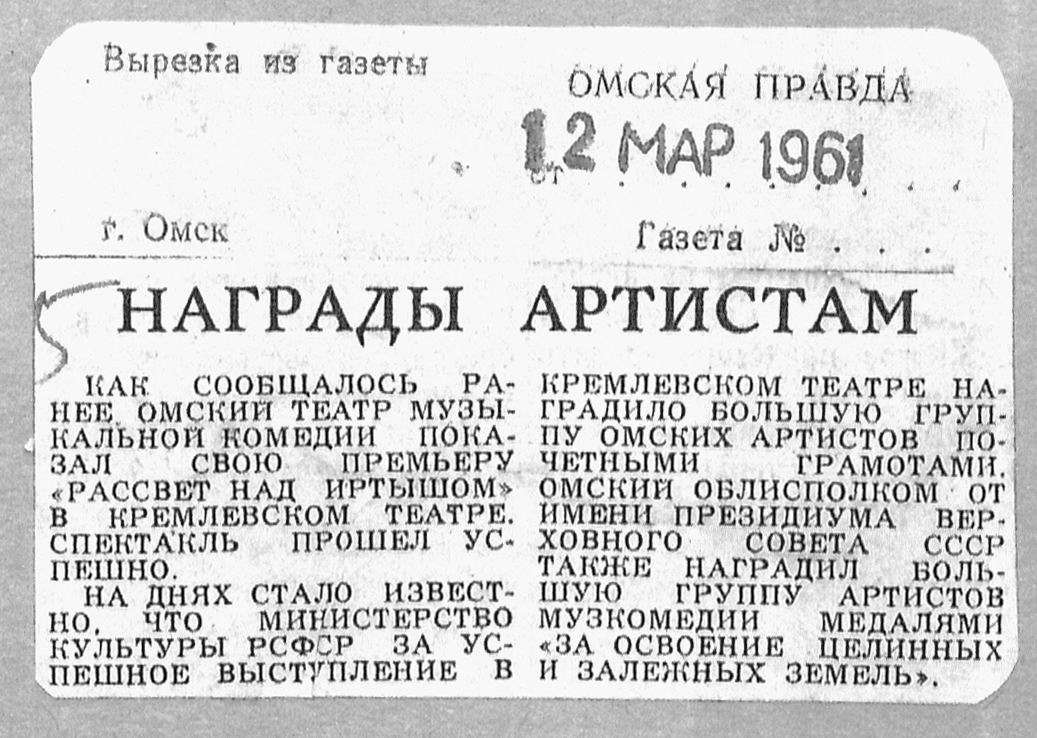 Вырезка из газеты
ОМСКАЯ ПРАВДА
12 МАР 1961
от . . . . . . .
г. Омск
Газета № . . .
НАГРАДЫ АРТИСТАМ
КАК СООБЩАЛОСЬ РА-
НЕЕ, ОМСКИЙ ТЕАТР МУЗЫ-
КАЛЬНОЙ КОМЕДИИ ПОКА-
ЗАЛ СВОЮ ПРЕМЬЕРУ
«РАССВЕТ НАД ИРТЫШОМ»
В КРЕМЛЕВСКОМ ТЕАТРЕ.
СПЕКТАКЛЬ ПРОШЕЛ УС-
ПЕШНО.
НА ДНЯХ СТАЛО ИЗВЕСТ-
НО, ЧТО МИНИСТЕРСТВО
КУЛЬТУРЫ РСФСР ЗА УС-
ПЕШНОЕ ВЫСТУПЛЕНИЕ В
КРЕМЛЕВСКОМ ТЕАТРЕ НА-
ГРАДИЛО БОЛЬШУЮ ГРУП-
ПУ ОМСКИХ АРТИСТОВ ПО-
ЧЕТНЫМИ ГРАМОТАМИ.
ОМСКИЙ ОБЛИСПОЛКОМ ОТ
ИМЕНИ ПРЕЗИДИУМА ВЕР-
ХОВНОГО СОВЕТА СССР
ТАКЖЕ НАГРАДИЛ БОЛЬ-
ШУЮ ГРУППУ АРТИСТОВ
МУЗКОМЕДИИ МЕДАЛЯМИ
«ЗА ОСВОЕНИЕ ЦЕЛИННЫХ
И ЗАЛЕЖНЫХ ЗЕМЕЛЬ».